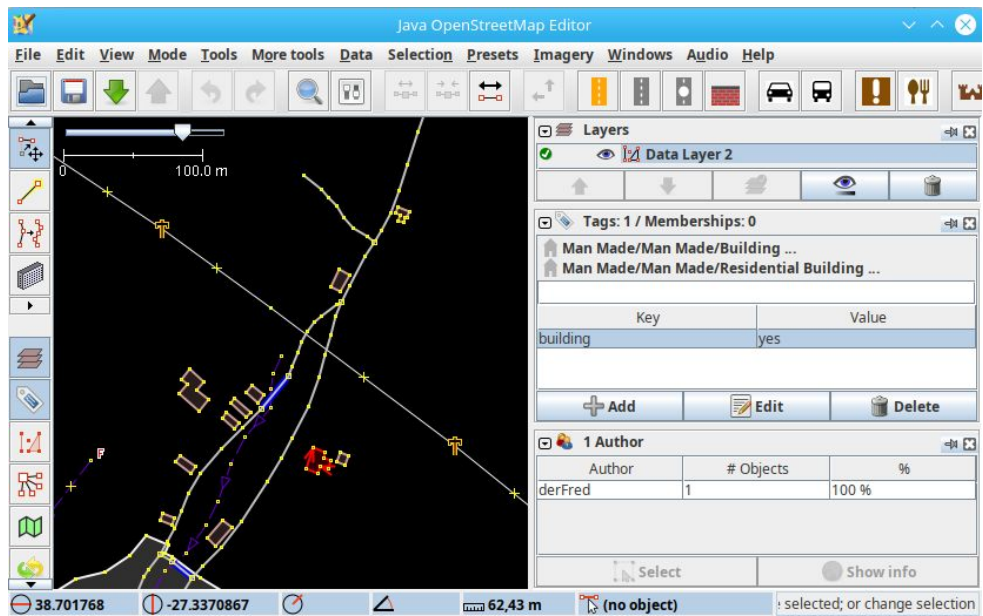 Java OpenStreetMap Editor
File Edit View Mode Tools More tools Data Selection Presets Imagery Windows Audio Help
0
100.0 m
F
Layers
Data Layer 2
Tags: 1 / Memberships: 0
Man Made/Man Made/Building ...
Man Made/Man Made/Residential Building ...
Key Value
building yes
Add Edit Delete
1 Author
Author # Objects %
derFred 1 100 %
Select Show info
38.701768 -27.3370867 62,43 m (no object) selected; or change selection